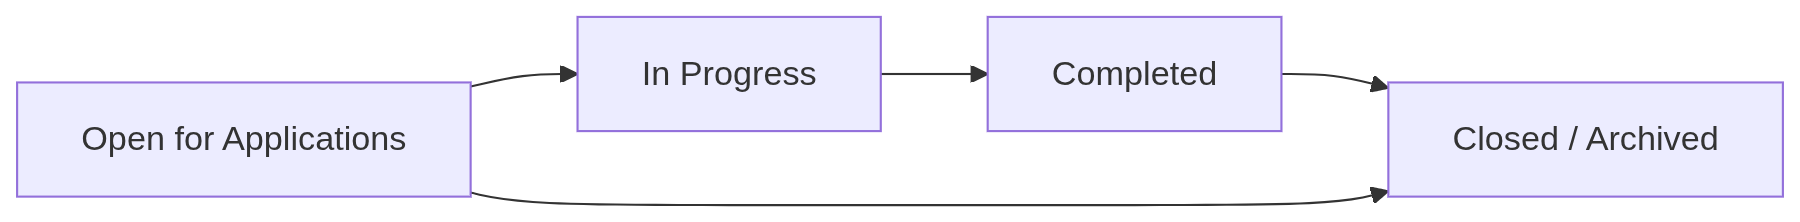 Open for Applications
In Progress
Completed
Closed / Archived